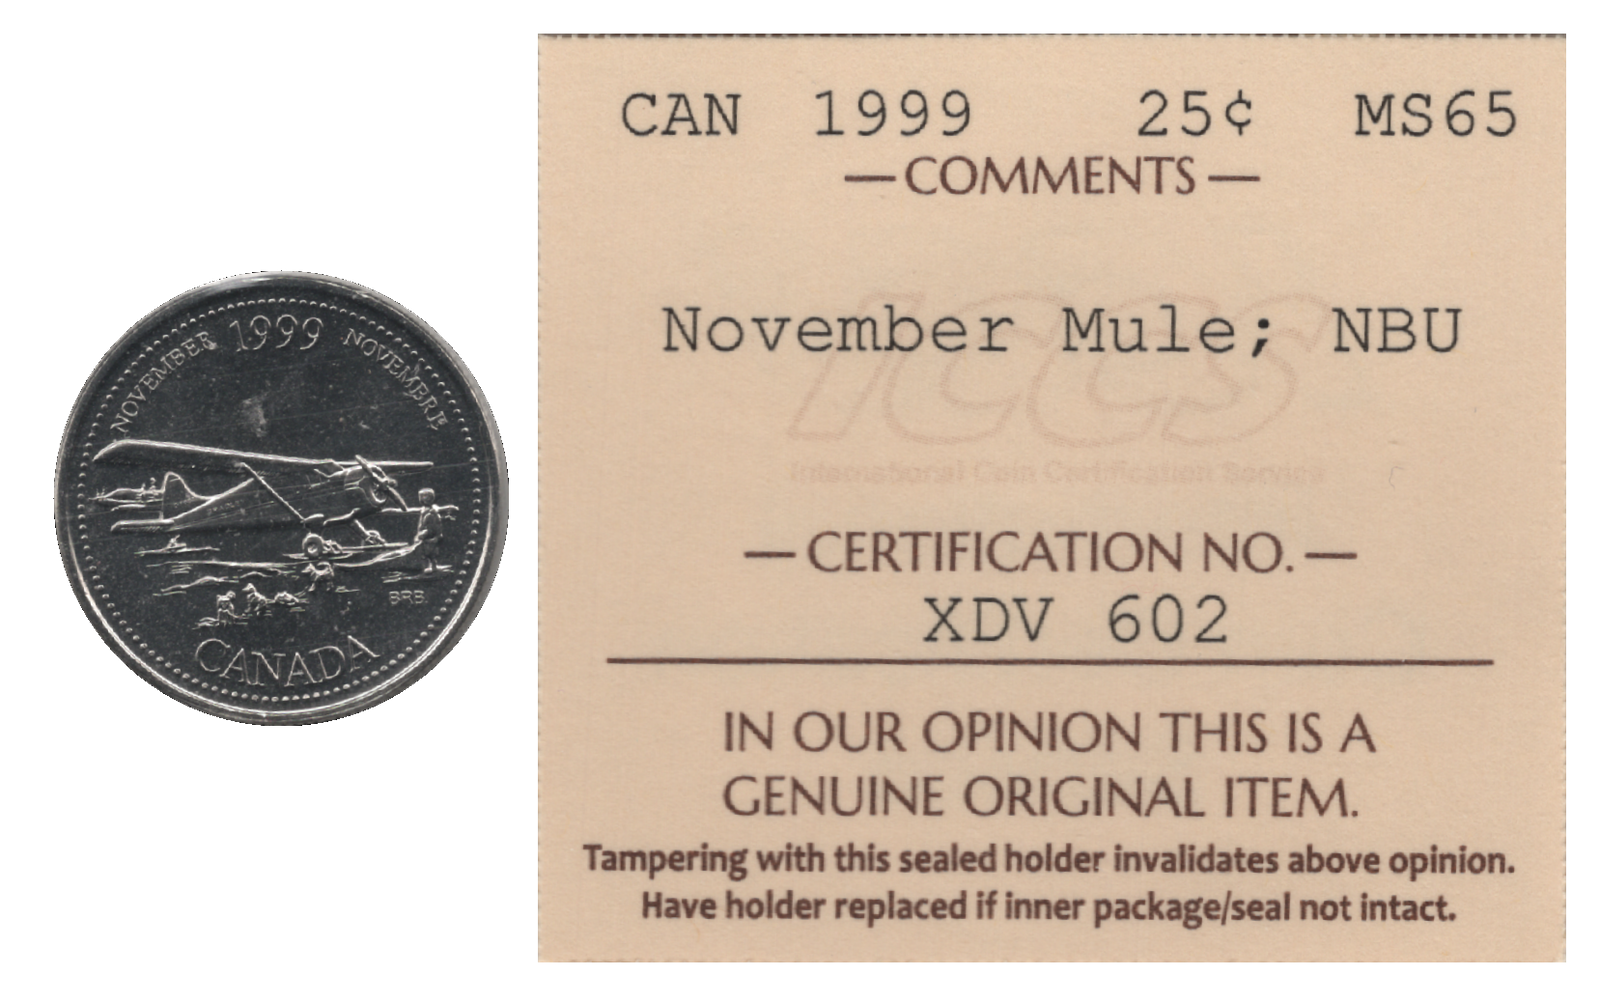 NOVEMBER 1999 NOVEMBRE
BRB
CANADA
CAN 1999 25¢ MS65
— COMMENTS —
November Mule; NBU
ICCS
International Coin Certification Service
— CERTIFICATION NO. —
XDV 602
IN OUR OPINION THIS IS A
GENUINE ORIGINAL ITEM.
Tampering with this sealed holder invalidates above opinion.
Have holder replaced if inner package/seal not intact.